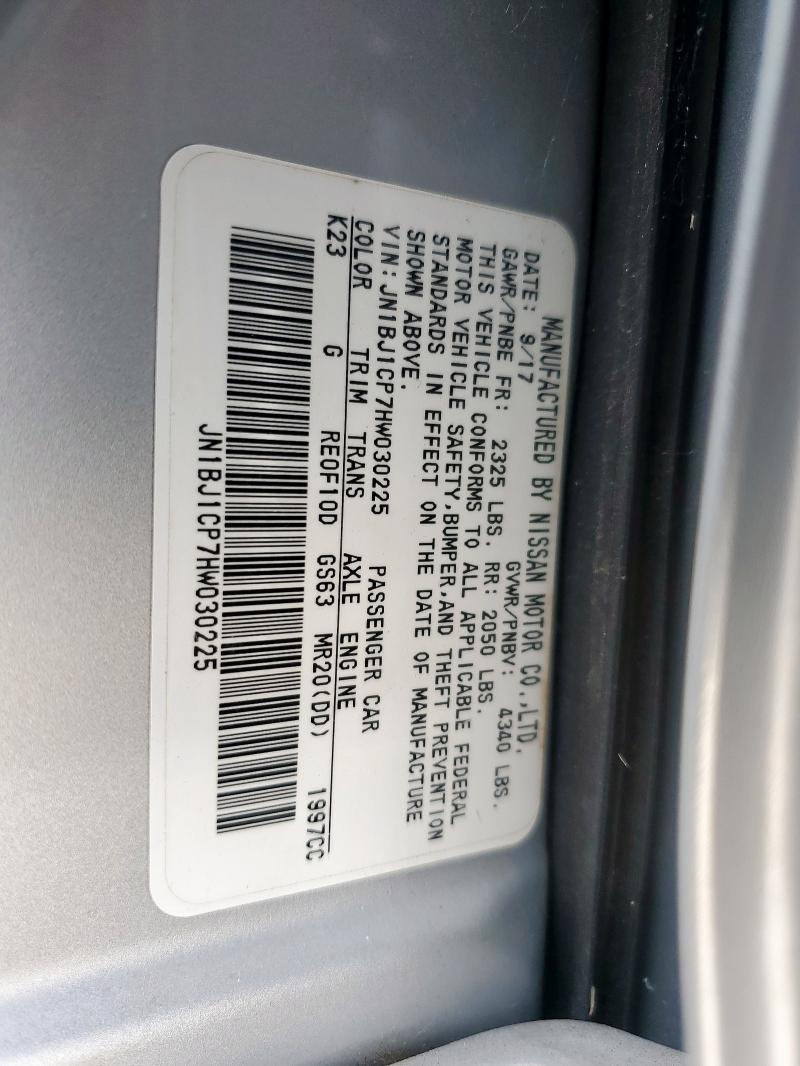 MANUFACTURED BY NISSAN MOTOR CO.,LTD.
DATE: 9/17 GVWR/PNBV: 4340 LBS.
GAWR/PNBE FR: 2325 LBS. RR: 2050 LBS.
THIS VEHICLE CONFORMS TO ALL APPLICABLE FEDERAL
MOTOR VEHICLE SAFETY,BUMPER,AND THEFT PREVENTION
STANDARDS IN EFFECT ON THE DATE OF MANUFACTURE
SHOWN ABOVE.
VIN:JN1BJ1CP7HW030225 PASSENGER CAR
COLOR TRIM TRANS AXLE ENGINE
K23 G RE0F10D GS63 MR20(DD) 1997CC
JN1BJ1CP7HW030225